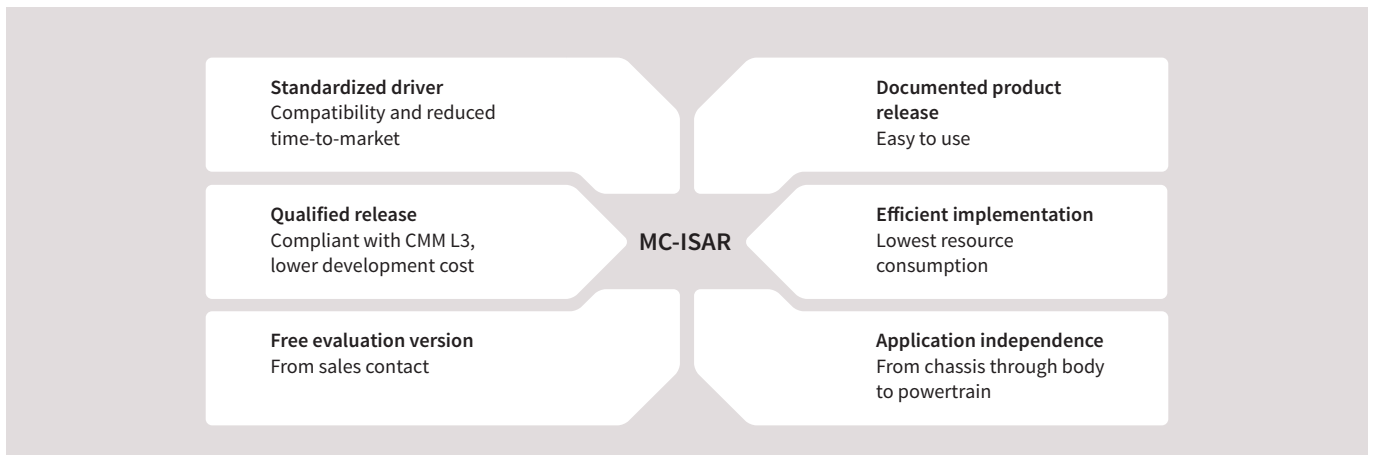 Standardized driver
Compatibility and reduced
time-to-market
Qualified release
Compliant with CMM L3,
lower development cost
Free evaluation version
From sales contact
MC-ISAR
Documented product
release
Easy to use
Efficient implementation
Lowest resource
consumption
Application independence
From chassis through body
to powertrain